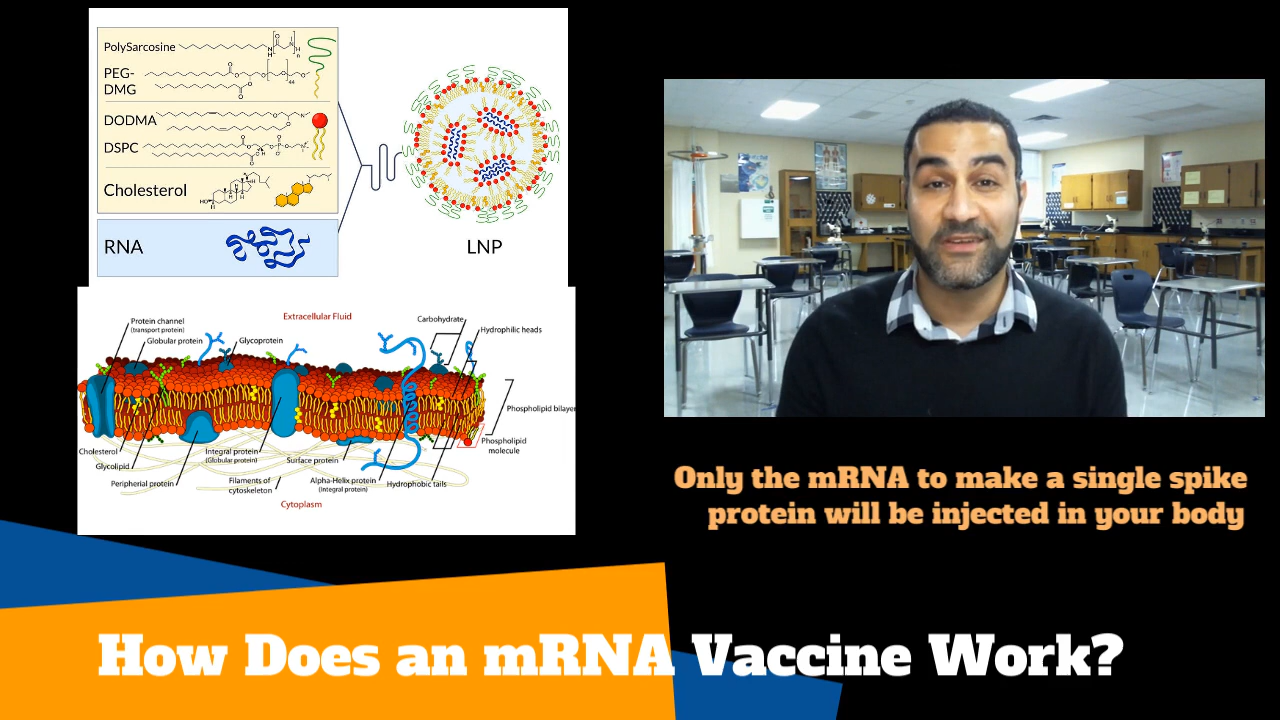 PolySarcosine
PEG-
DMG
DODMA
DSPC
Cholesterol
RNA
LNP
Extracellular Fluid
Protein channel
(transport protein)
Globular protein
Glycoprotein
Carbohydrate
Hydrophilic heads
Phospholipid bilayer
Phospholipid
molecule
Cholesterol
Glycolipid
Peripherial protein
Integral protein
(Globular protein)
Filaments of
cytoskeleton
Surface protein
Alpha-Helix protein
(Integral protein)
Hydrophobic tails
Cytoplasm
Only the mRNA to make a single spike
protein will be injected in your body
How Does an mRNA Vaccine Work?